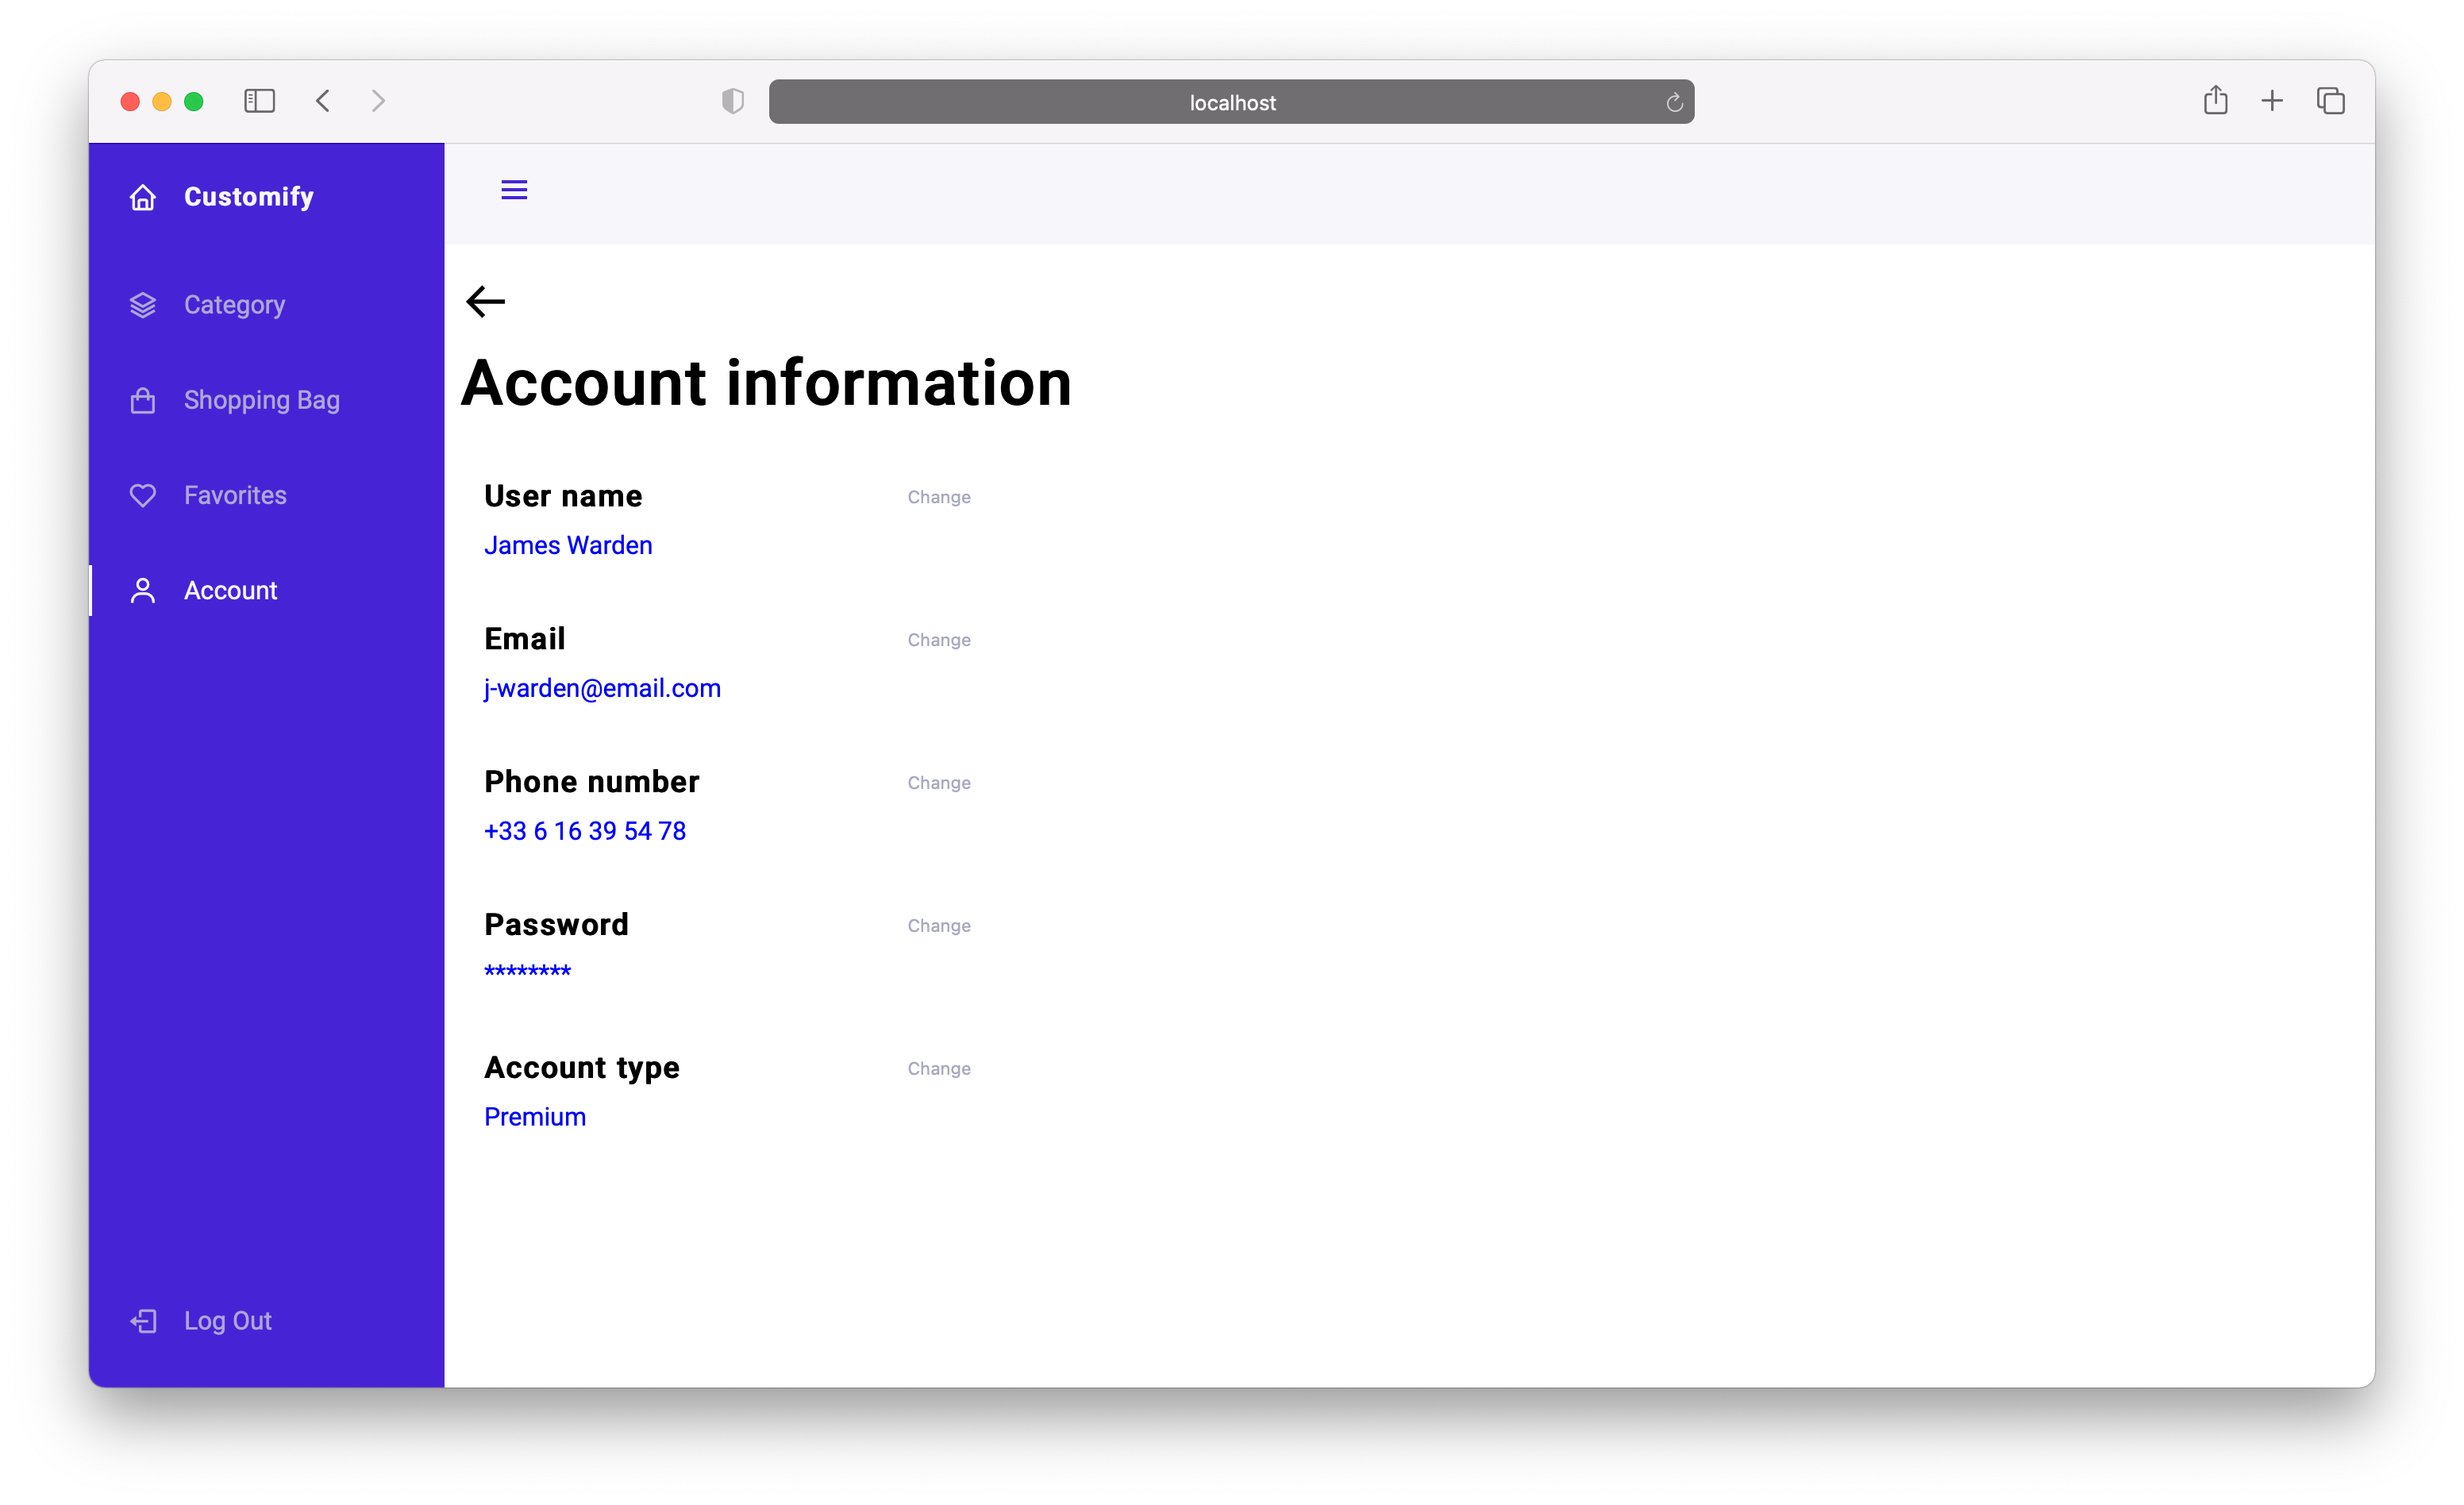 localhost
Customify
Category
Shopping Bag
Favorites
Account
Log Out
Account information
User name Change
James Warden
Email Change
j-warden@email.com
Phone number Change
+33 6 16 39 54 78
Password Change
********
Account type Change
Premium